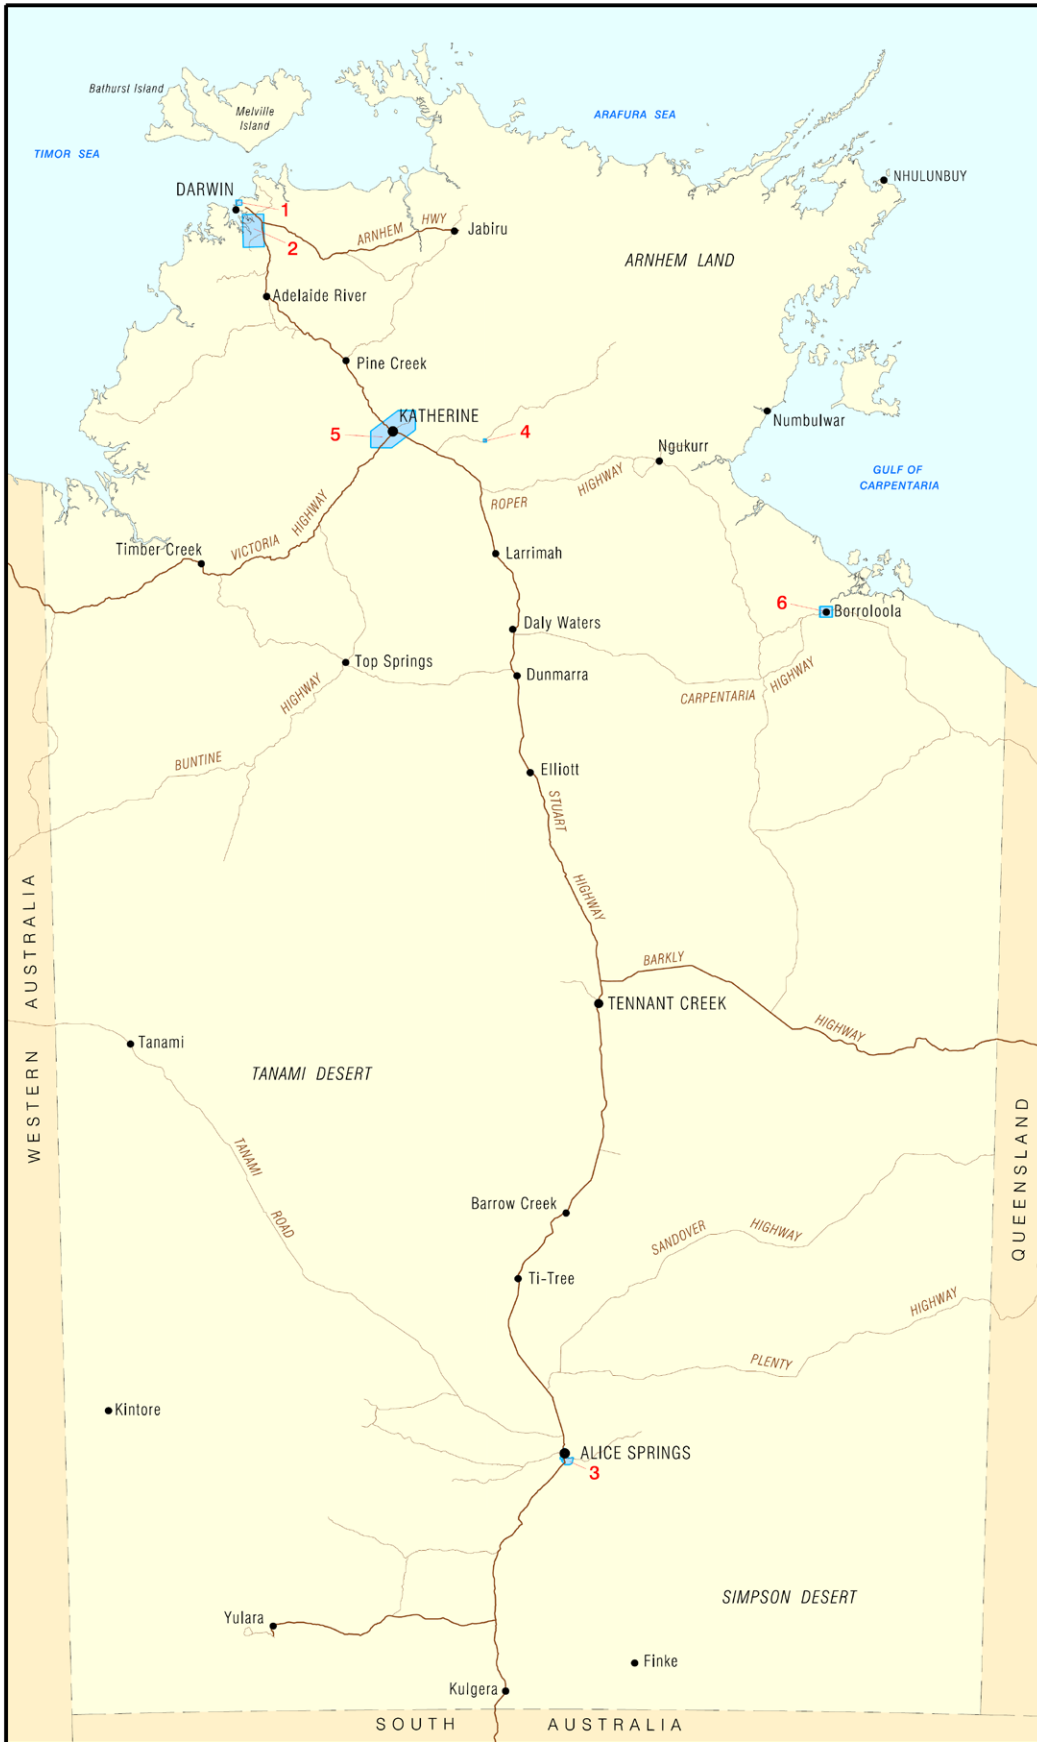 Bathurst Island
Melville
Island
ARAFURA SEA
TIMOR SEA
DARWIN
NHULUNBUY
1
ARNHEM HWY
Jabiru
2
ARNHEM LAND
Adelaide River
Pine Creek
KATHERINE
Numbulwar
5
4
Ngukurr
GULF OF
CARPENTARIA
ROPER HIGHWAY
VICTORIA HIGHWAY
Timber Creek
Larrimah
6
Borroloola
Daly Waters
Top Springs
Dunmarra
CARPENTARIA HIGHWAY
BUNTINE HIGHWAY
Elliott
STUART HIGHWAY
WESTERN AUSTRALIA
BARKLY HIGHWAY
TENNANT CREEK
Tanami
TANAMI DESERT
QUEENSLAND
TANAMI ROAD
Barrow Creek
SANDOVER HIGHWAY
Ti-Tree
PLENTY HIGHWAY
Kintore
ALICE SPRINGS
3
SIMPSON DESERT
Yulara
Finke
Kulgera
SOUTH AUSTRALIA